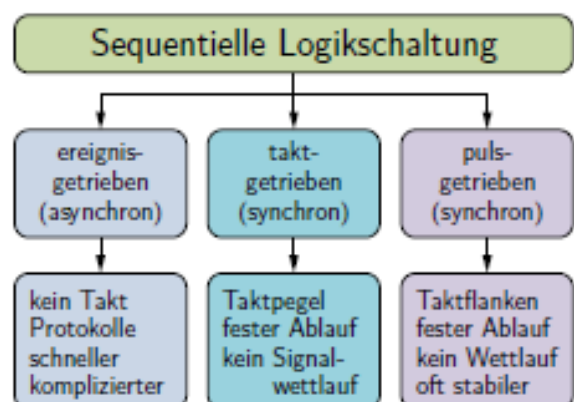 Sequentielle Logikschaltung
ereignis-
getrieben
(asynchron)
takt-
getrieben
(synchron)
puls-
getrieben
(synchron)
kein Takt
Protokolle
schneller
komplizierter
Taktpegel
fester Ablauf
kein Signal-
wettlauf
Taktflanken
fester Ablauf
kein Wettlauf
oft stabiler